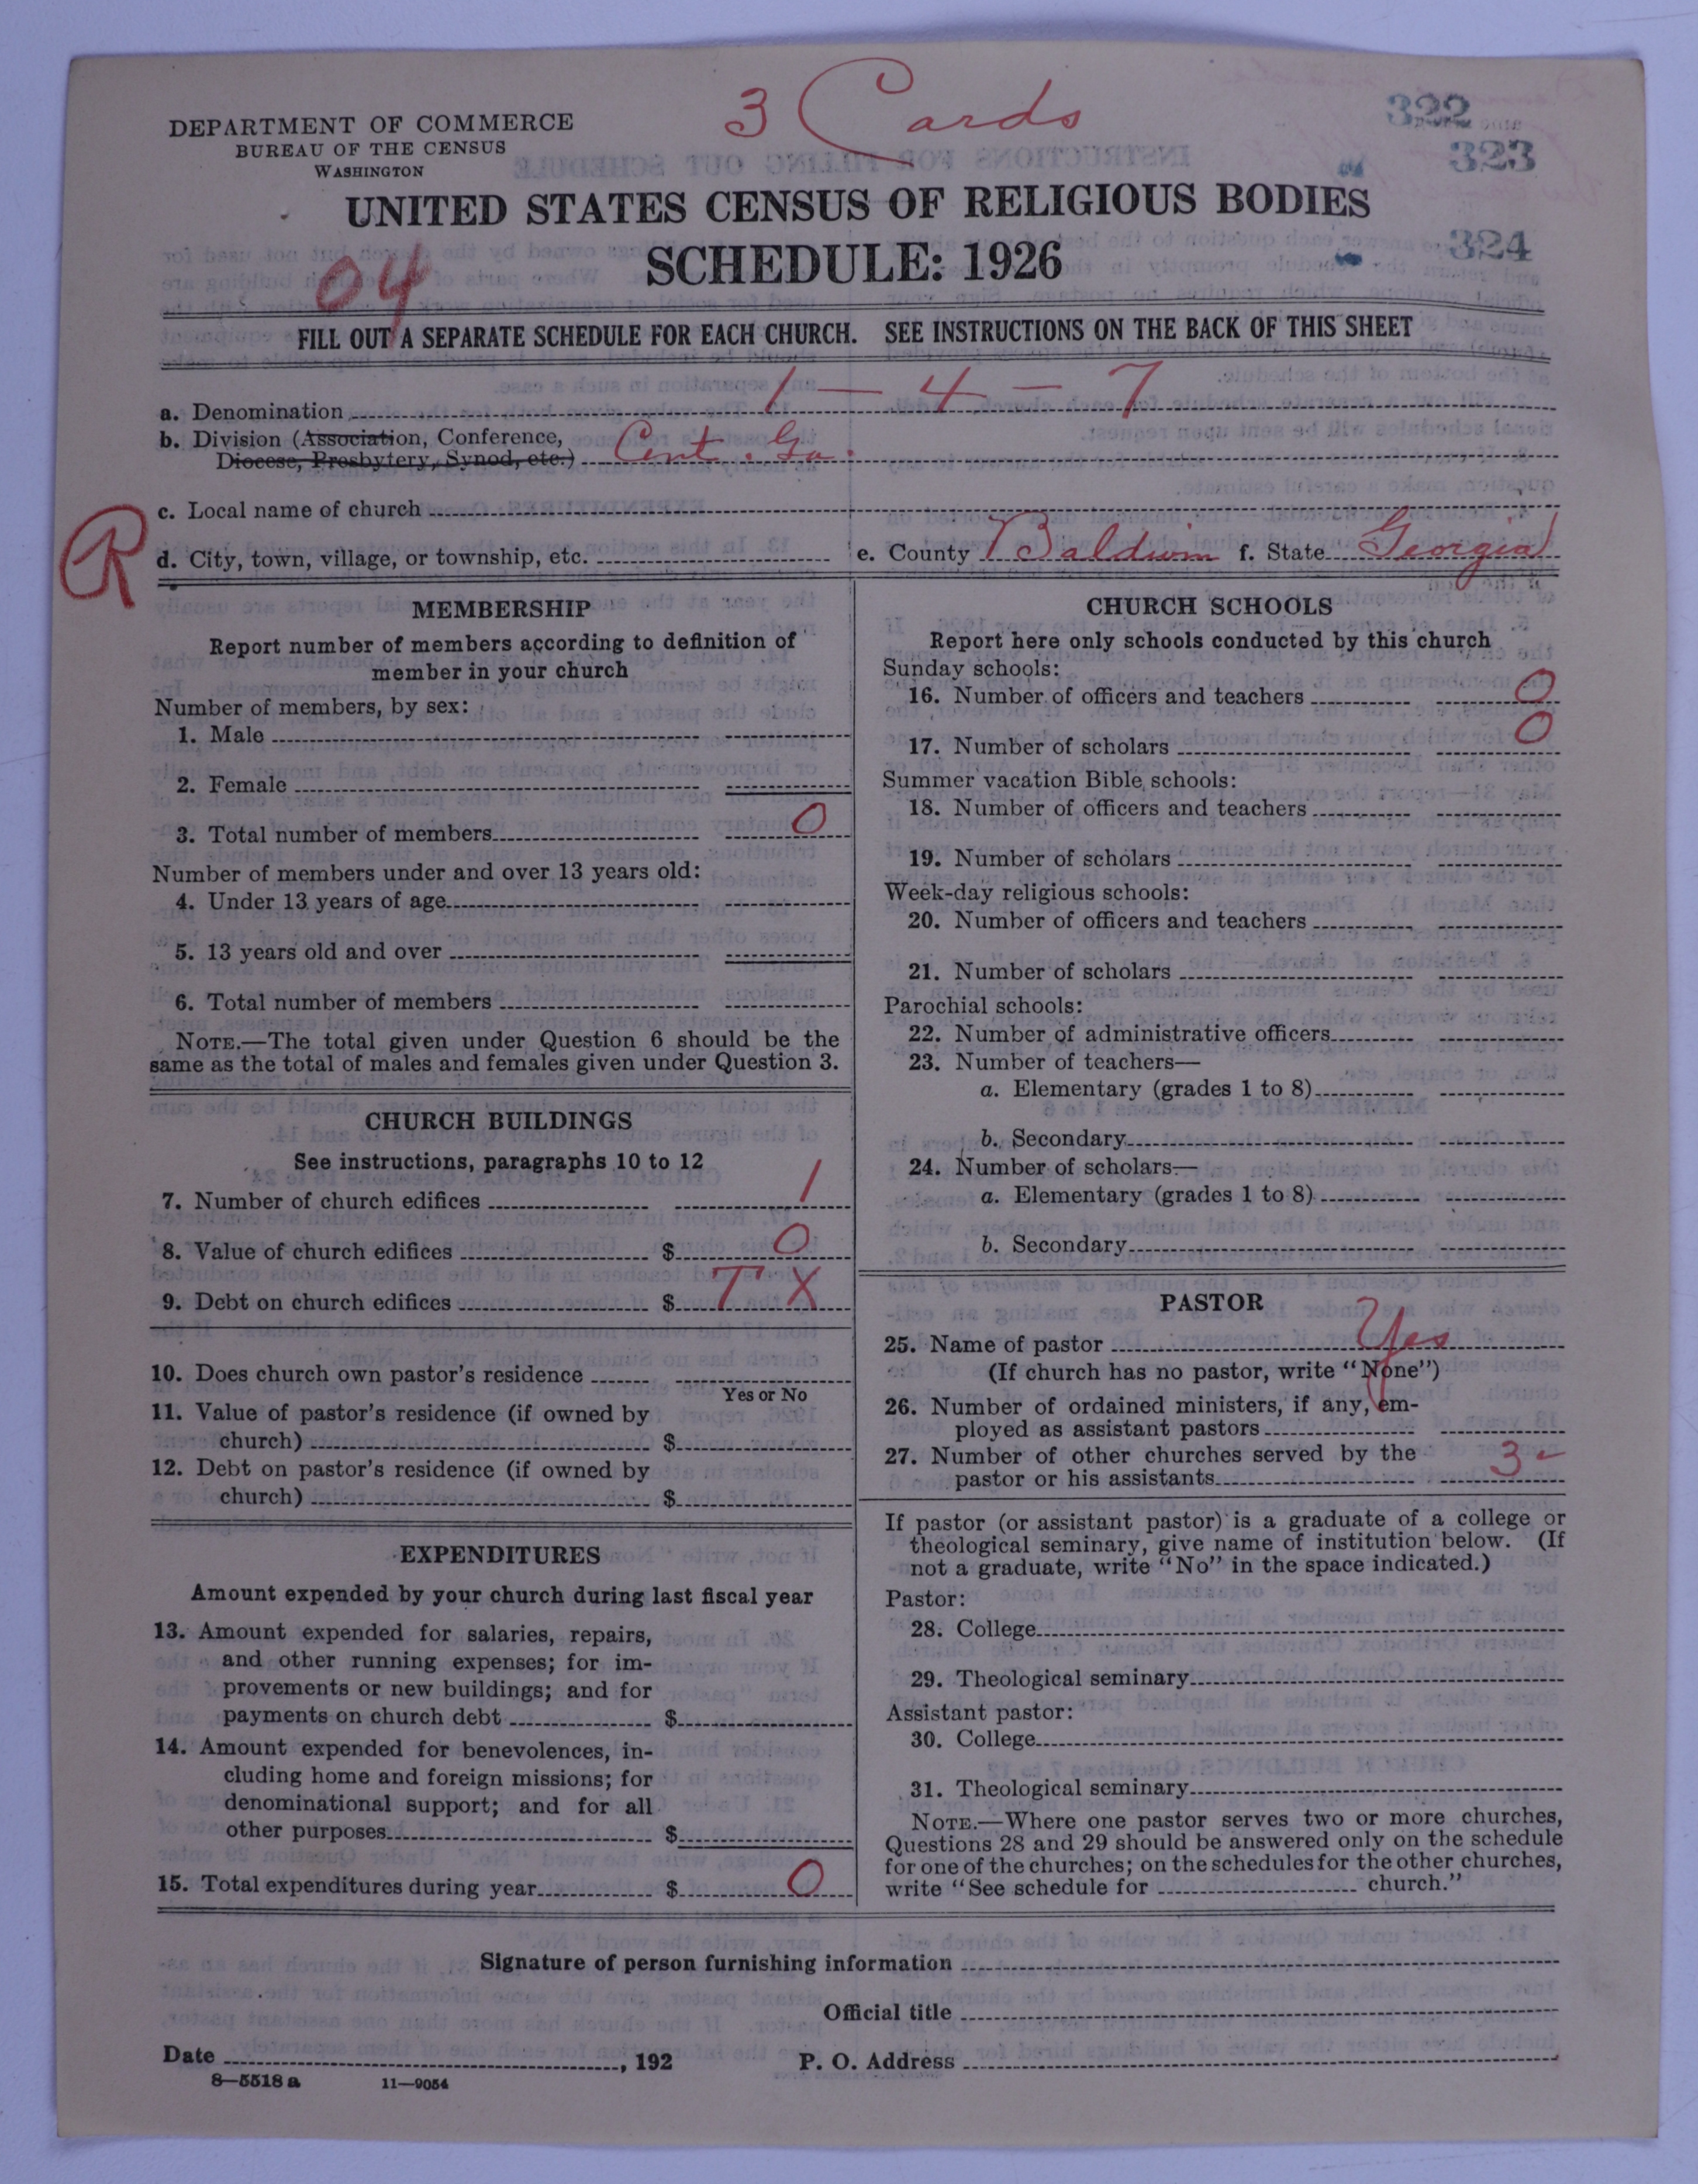 3 Cards
322
323
324
DEPARTMENT OF COMMERCE
BUREAU OF THE CENSUS
WASHINGTON
UNITED STATES CENSUS OF RELIGIOUS BODIES
SCHEDULE: 1926
04
FILL OUT A SEPARATE SCHEDULE FOR EACH CHURCH. SEE INSTRUCTIONS ON THE BACK OF THIS SHEET
a. Denomination 1 — 4 — 7
b. Division (Association, Conference,
Diocese, Presbytery, Synod, etc.) Cent. Ga.
c. Local name of church
R
d. City, town, village, or township, etc. e. County Baldwin f. State Georgia
MEMBERSHIP
Report number of members according to definition of
member in your church
Number of members, by sex:
1. Male
2. Female
3. Total number of members 0
Number of members under and over 13 years old:
4. Under 13 years of age
5. 13 years old and over
6. Total number of members
NOTE.—The total given under Question 6 should be the
same as the total of males and females given under Question 3.
CHURCH BUILDINGS
See instructions, paragraphs 10 to 12
7. Number of church edifices 1
8. Value of church edifices $ 0
9. Debt on church edifices $ T X
10. Does church own pastor's residence
Yes or No
11. Value of pastor's residence (if owned by
church) $
12. Debt on pastor's residence (if owned by
church) $
EXPENDITURES
Amount expended by your church during last fiscal year
13. Amount expended for salaries, repairs,
and other running expenses; for im-
provements or new buildings; and for
payments on church debt $
14. Amount expended for benevolences, in-
cluding home and foreign missions; for
denominational support; and for all
other purposes $
15. Total expenditures during year $ 0
CHURCH SCHOOLS
Report here only schools conducted by this church
Sunday schools:
16. Number of officers and teachers 0
17. Number of scholars 0
Summer vacation Bible schools:
18. Number of officers and teachers
19. Number of scholars
Week-day religious schools:
20. Number of officers and teachers
21. Number of scholars
Parochial schools:
22. Number of administrative officers
23. Number of teachers—
a. Elementary (grades 1 to 8)
b. Secondary
24. Number of scholars—
a. Elementary (grades 1 to 8)
b. Secondary
PASTOR
25. Name of pastor Yes
(If church has no pastor, write "None")
26. Number of ordained ministers, if any, em-
ployed as assistant pastors
27. Number of other churches served by the
pastor or his assistants 3
If pastor (or assistant pastor) is a graduate of a college or
theological seminary, give name of institution below. (If
not a graduate, write "No" in the space indicated.)
Pastor:
28. College
29. Theological seminary
Assistant pastor:
30. College
31. Theological seminary
NOTE.—Where one pastor serves two or more churches,
Questions 28 and 29 should be answered only on the schedule
for one of the churches; on the schedules for the other churches,
write "See schedule for church."
Signature of person furnishing information
Official title
Date , 192 P. O. Address
8—5518 a 11—9054